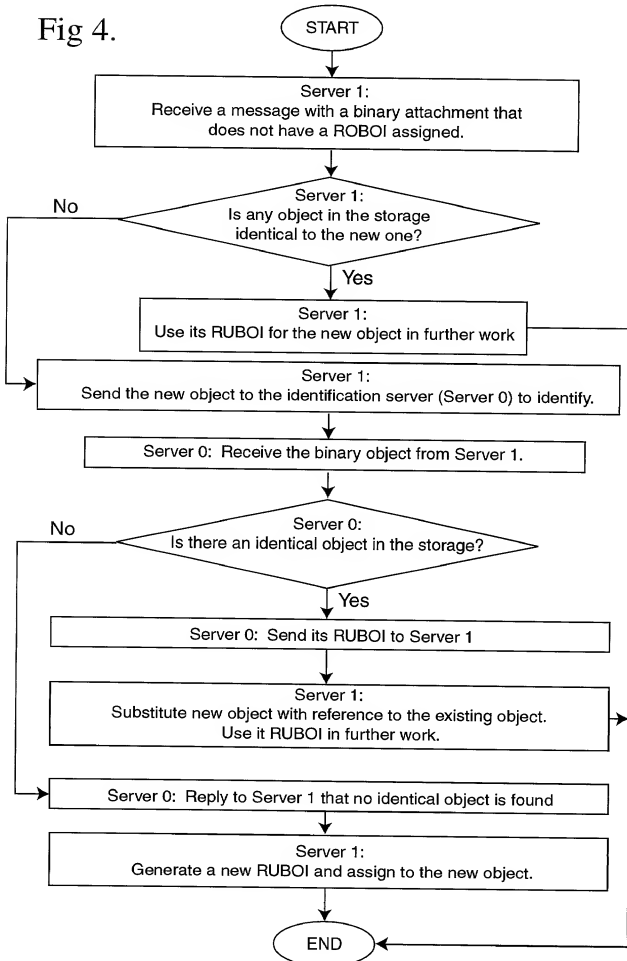 Fig 4.
START
Server 1:
Receive a message with a binary attachment that
does not have a ROBOI assigned.
Server 1:
Is any object in the storage
identical to the new one?
No
Yes
Server 1:
Use its RUBOI for the new object in further work
Server 1:
Send the new object to the identification server (Server 0) to identify.
Server 0: Receive the binary object from Server 1.
Server 0:
Is there an identical object in the storage?
No
Yes
Server 0: Send its RUBOI to Server 1
Server 1:
Substitute new object with reference to the existing object.
Use it RUBOI in further work.
Server 0: Reply to Server 1 that no identical object is found
Server 1:
Generate a new RUBOI and assign to the new object.
END